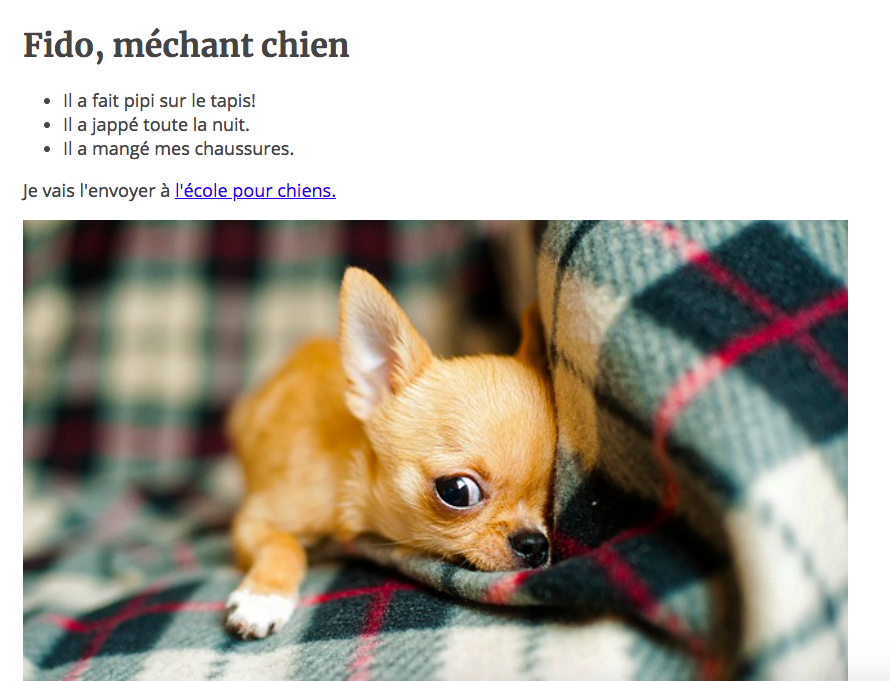 Fido, méchant chien
Il a fait pipi sur le tapis!
Il a jappé toute la nuit.
Il a mangé mes chaussures.
Je vais l'envoyer à l'école pour chiens.